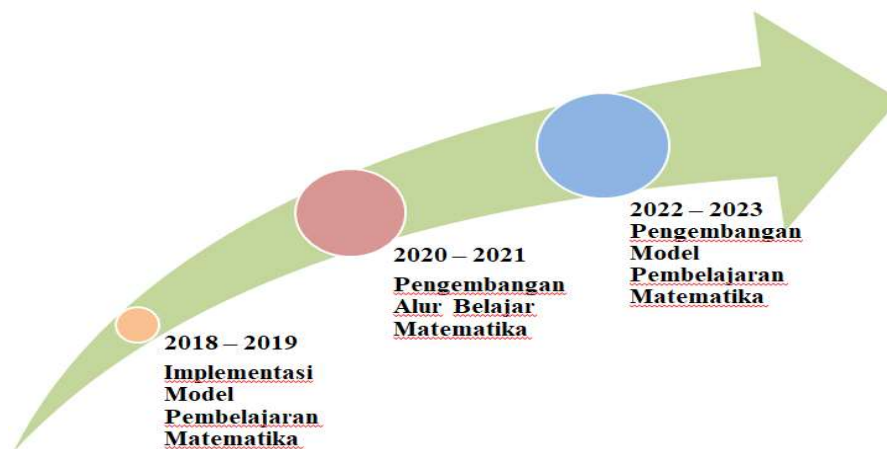 2018 – 2019
Implementasi
Model
Pembelajaran
Matematika
2020 – 2021
Pengembangan
Alur Belajar
Matematika
2022 – 2023
Pengembangan
Model
Pembelajaran
Matematika